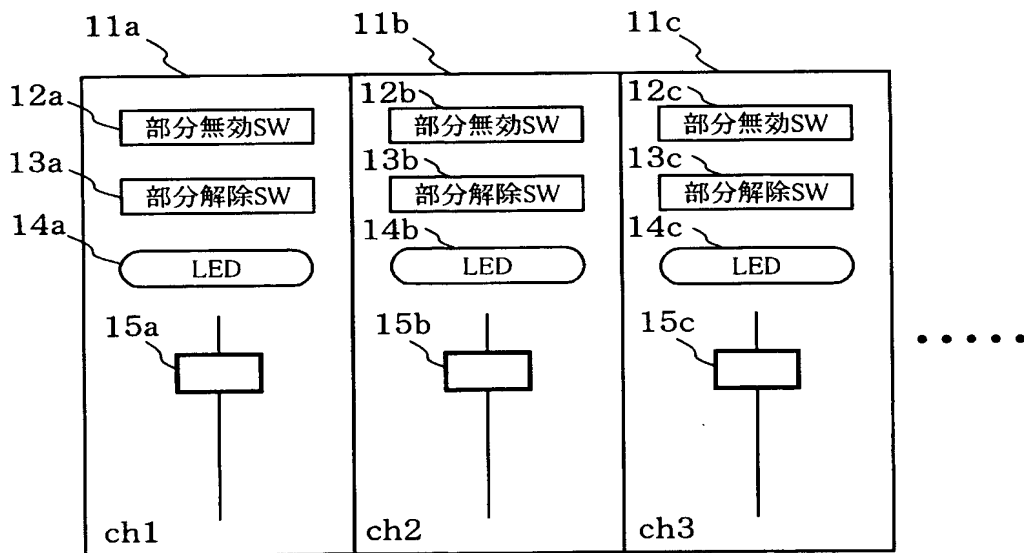 11a
11b
11c
12a
部分無効SW
12b
部分無効SW
12c
部分無効SW
13a
部分解除SW
13b
部分解除SW
13c
部分解除SW
14a
LED
14b
LED
14c
LED
15a
15b
15c
ch1
ch2
ch3